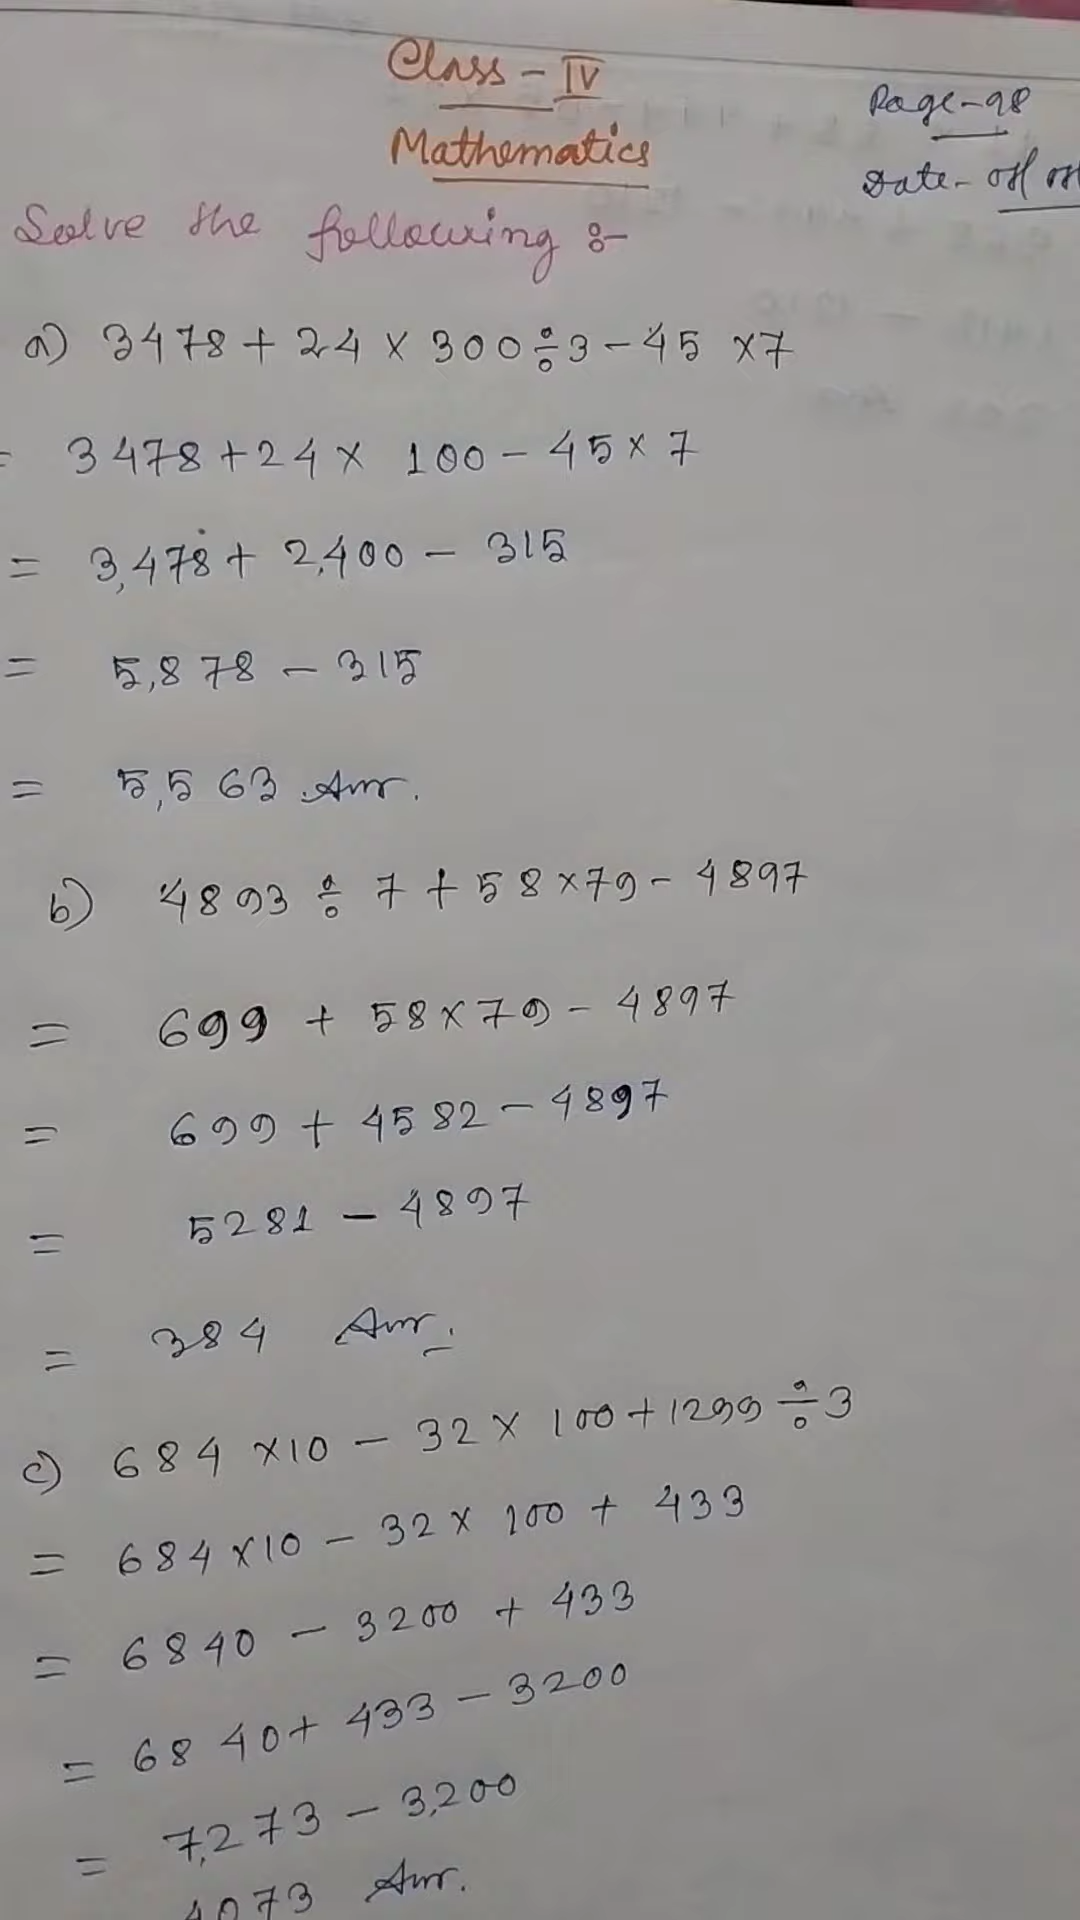 Class - IV
Mathematics
Page - 98
Date -
Solve the following :-
a) 3478 + 24 × 300 ÷ 3 - 45 × 7
= 3478 + 24 × 100 - 45 × 7
= 3,478 + 2,400 - 315
= 5,878 - 315
= 5,563 Ans.
b) 4893 ÷ 7 + 58 × 79 - 4897
= 699 + 58 × 79 - 4897
= 699 + 4582 - 4897
= 5281 - 4897
= 384 Ans.
c) 684 × 10 - 32 × 100 + 1299 ÷ 3
= 684 × 10 - 32 × 100 + 433
= 6840 - 3200 + 433
= 6840 + 433 - 3200
= 7,273 - 3,200
4073 Ans.